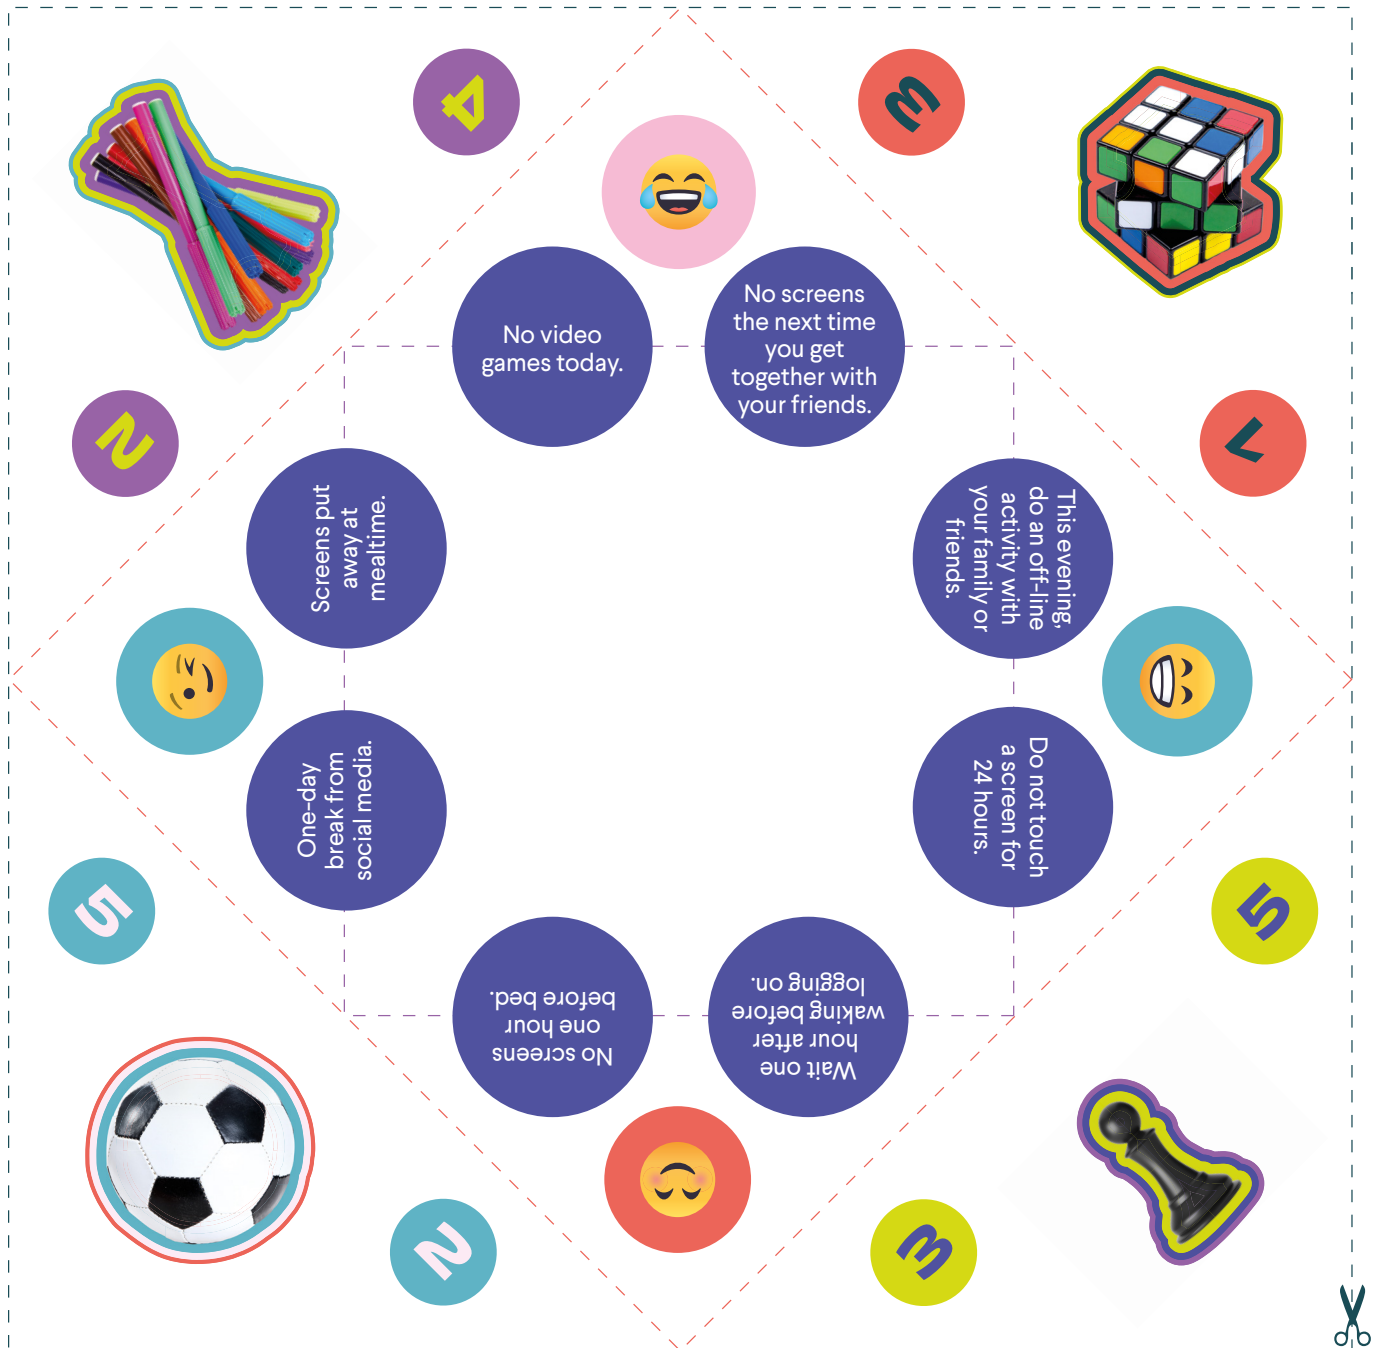 4
3
No video
games today.
No screens
the next time
you get
together with
your friends.
2
7
Screens put
away at
mealtime.
This evening,
do an off-line
activity with
your family or
friends.
One-day
break from
social media.
Do not touch
a screen for
24 hours.
5
5
No screens
one hour
before bed.
Wait one
hour after
waking before
logging on.
2
3